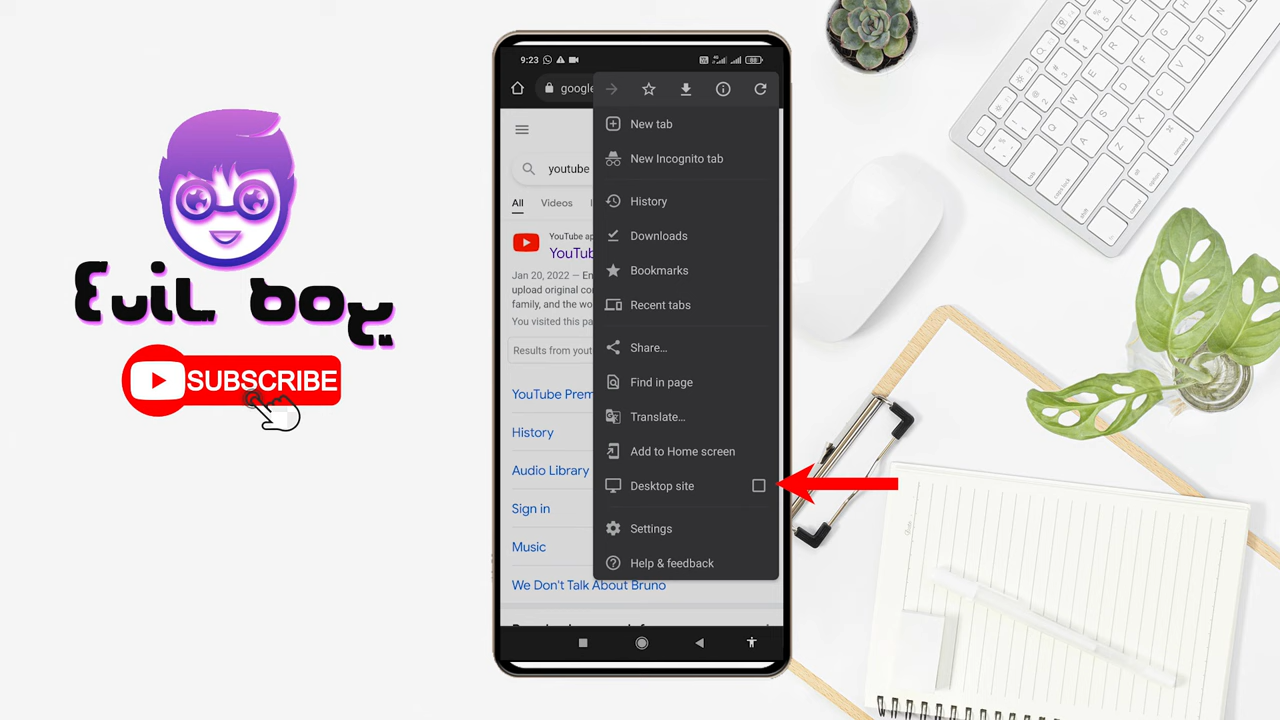 Evil boy
SUBSCRIBE
9:23
google
youtube
All Videos
YouTube ap
YouTub
Jan 20, 2022 — En
upload original co
family, and the wo
You visited this pa
Results from yout
YouTube Prem
History
Audio Library
Sign in
Music
We Don't Talk About Bruno
New tab
New Incognito tab
History
Downloads
Bookmarks
Recent tabs
Share...
Find in page
Translate...
Add to Home screen
Desktop site
Settings
Help & feedback